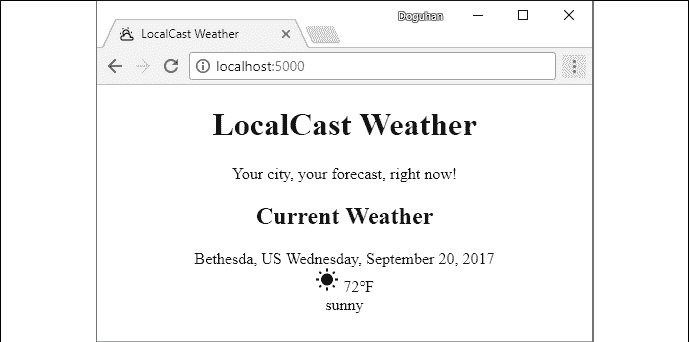 Doguhan
LocalCast Weather
localhost:5000
LocalCast Weather
Your city, your forecast, right now!
Current Weather
Bethesda, US Wednesday, September 20, 2017
72°F
sunny